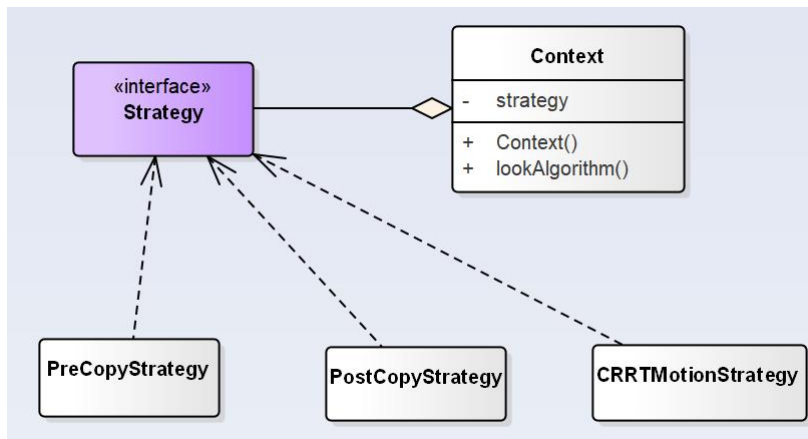 «interface»
Strategy
Context
- strategy
+ Context()
+ lookAlgorithm()
PreCopyStrategy
PostCopyStrategy
CRRTMotionStrategy